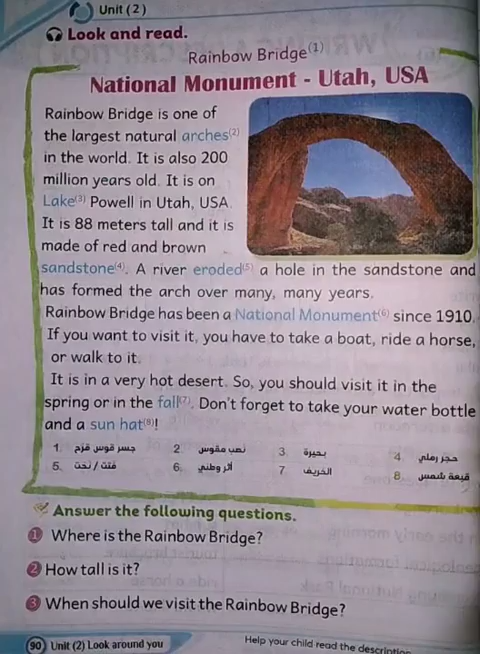 Unit (2)
Look and read.
Rainbow Bridge(1)
National Monument - Utah, USA
Rainbow Bridge is one of
the largest natural arches(2)
in the world. It is also 200
million years old. It is on
Lake(3) Powell in Utah, USA.
It is 88 meters tall and it is
made of red and brown
sandstone(4). A river eroded(5) a hole in the sandstone and
has formed the arch over many, many years.
Rainbow Bridge has been a National Monument(6) since 1910.
If you want to visit it, you have to take a boat, ride a horse,
or walk to it.
It is in a very hot desert. So, you should visit it in the
spring or in the fall(7). Don't forget to take your water bottle
and a sun hat(8)!
1. جسر قوس قزح 2. نصب مقوس 3. بحيرة 4. حجر رملي
5. فتت / نحت 6. أثر وطني 7. الخريف 8. قبعة شمس
Answer the following questions.
1 Where is the Rainbow Bridge?
2 How tall is it?
3 When should we visit the Rainbow Bridge?
90 Unit (2) Look around you
Help your child read the description